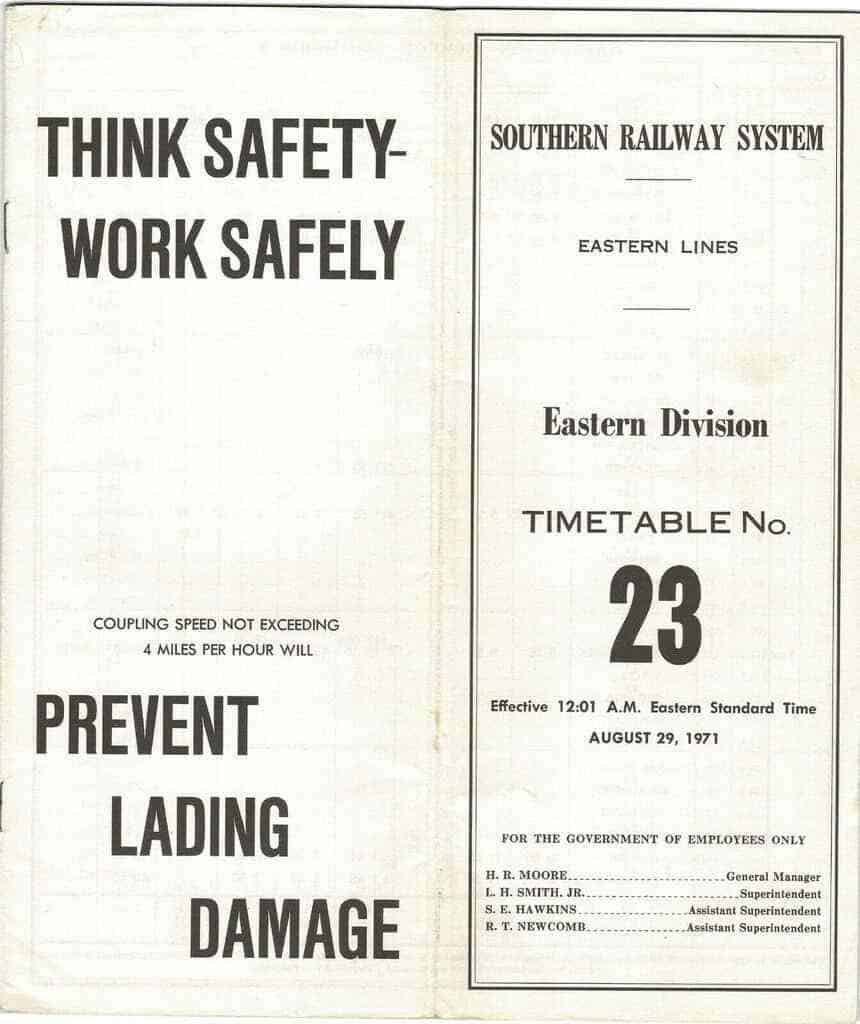 THINK SAFETY-
WORK SAFELY
COUPLING SPEED NOT EXCEEDING
4 MILES PER HOUR WILL
PREVENT
LADING
DAMAGE
SOUTHERN RAILWAY SYSTEM
EASTERN LINES
Eastern Division
TIMETABLE No.
23
Effective 12:01 A.M. Eastern Standard Time
AUGUST 29, 1971
FOR THE GOVERNMENT OF EMPLOYEES ONLY
H. R. MOORE General Manager
L. H. SMITH, JR. Superintendent
S. E. HAWKINS Assistant Superintendent
R. T. NEWCOMB Assistant Superintendent